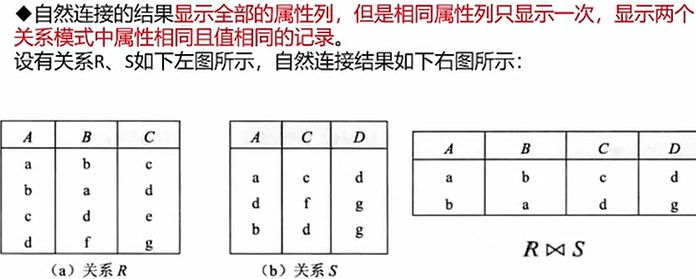 ◆自然连接的结果显示全部的属性列，但是相同属性列只显示一次，显示两个
关系模式中属性相同且值相同的记录。
设有关系R、S如下左图所示，自然连接结果如下右图所示：
A B C
a b c
b a d
c d e
d f g
（a）关系 R
A C D
a c d
d f g
b d g
（b）关系 S
A B C D
a b c d
b a d g
R⋈S